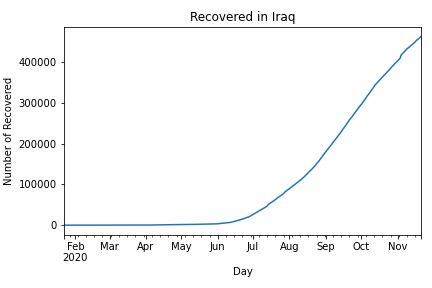 Recovered in Iraq
Number of Recovered
400000
300000
200000
100000
0
Feb Mar Apr May Jun Jul Aug Sep Oct Nov
2020
Day